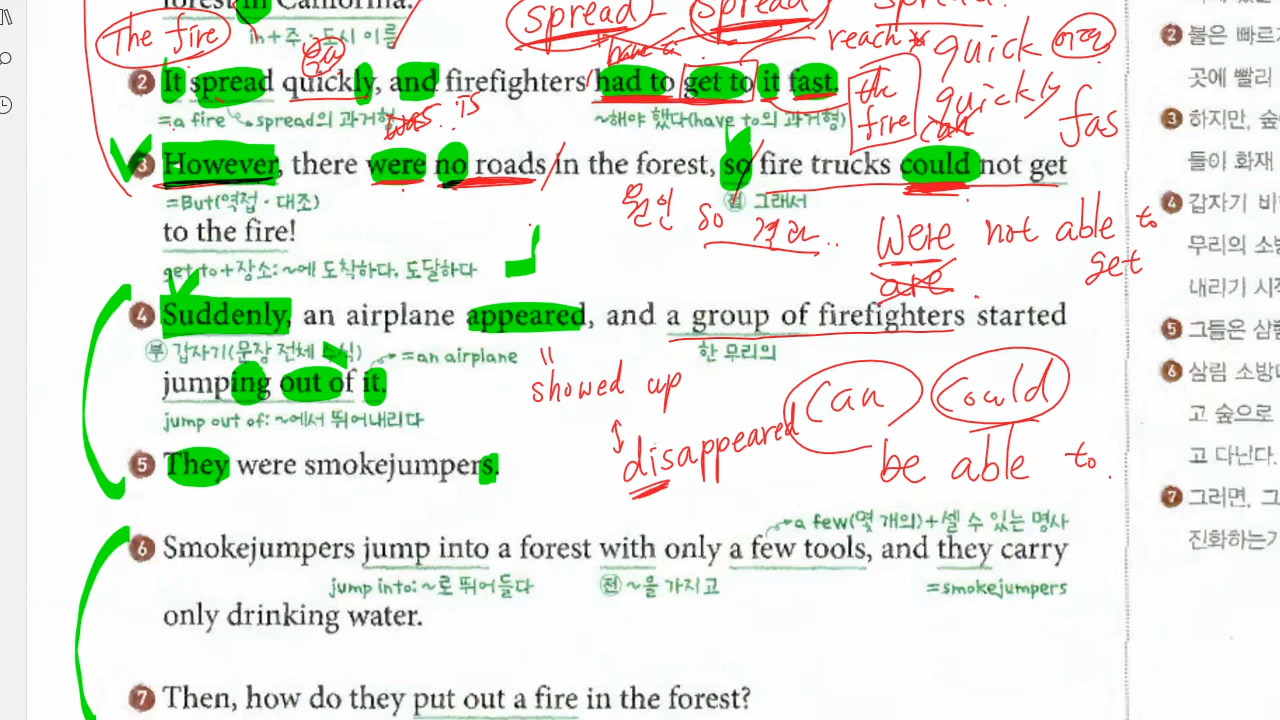 forest in California.
in+주·도시 이름
The fire
spread
spread
spread
reach
quick
quickly
fas
② It spread quickly, and firefighters had to get to it fast.
the
fire
=a fire
spread의 과거형
was
is
~해야 했다(have to의 과거형)
can
③ However, there were no roads in the forest, so fire trucks could not get
=But(역접·대조)
접 그래서
원인 so 결과..
to the fire!
get to+장소: ~에 도착하다, 도달하다
were not able to
get
are
④ Suddenly, an airplane appeared, and a group of firefighters started
부 갑자기(문장 전체
=an airplane
한 무리의
jumping out of it.
jump out of: ~에서 뛰어내리다
showed up
disappeared
can
could
be able to.
⑤ They were smokejumpers.
a few(몇 개의)+셀 수 있는 명사
⑥ Smokejumpers jump into a forest with only a few tools, and they carry
jump into: ~로 뛰어들다
전 ~을 가지고
=smokejumpers
only drinking water.
⑦ Then, how do they put out a fire in the forest?
② 불은 빠르
곳에 빨리
③ 하지만, 숲
들이 화재
④ 갑자기 비
무리의 소방
내리기 시
⑤ 그들은 삼림
⑥ 삼림 소방
고 숲으로
고 다닌다.
⑦ 그러면, 그
진화하는